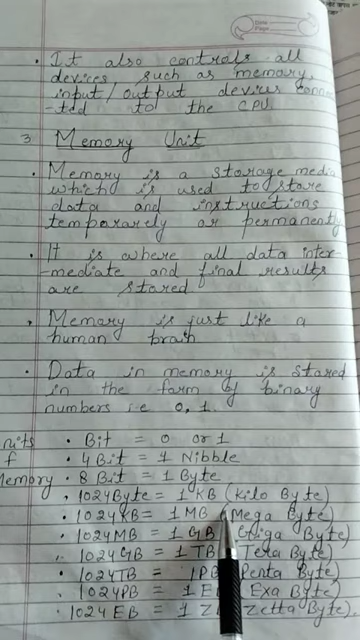 Date
Page
• It also controls all
devices, such as memory,
input/output devices connec
-ted to the CPU
3 Memory Unit
• Memory is a storage media
which is used to store
data and instructions
temporarely or permanently
• It is where all data inter-
-mediate and final results
are stored
• Memory is just like a
human brain
• Data in memory is stored
in the form of binary
numbers i.e 0, 1.
• Bit = 0 or 1
• 4 Bit = 1 Nibble
Memory • 8 Bit = 1 Byte
• 1024 Byte = 1 KB (Kilo Byte)
• 1024 KB = 1 MB (Mega Byte)
• 1024 MB = 1 GB (Giga Byte)
• 1024 GB = 1 TB (Tera Byte)
• 1024 TB = 1 PB (Penta Byte)
• 1024 PB = 1 E (Exa Byte)
• 1024 EB = 1 Z (Zetta Byte).